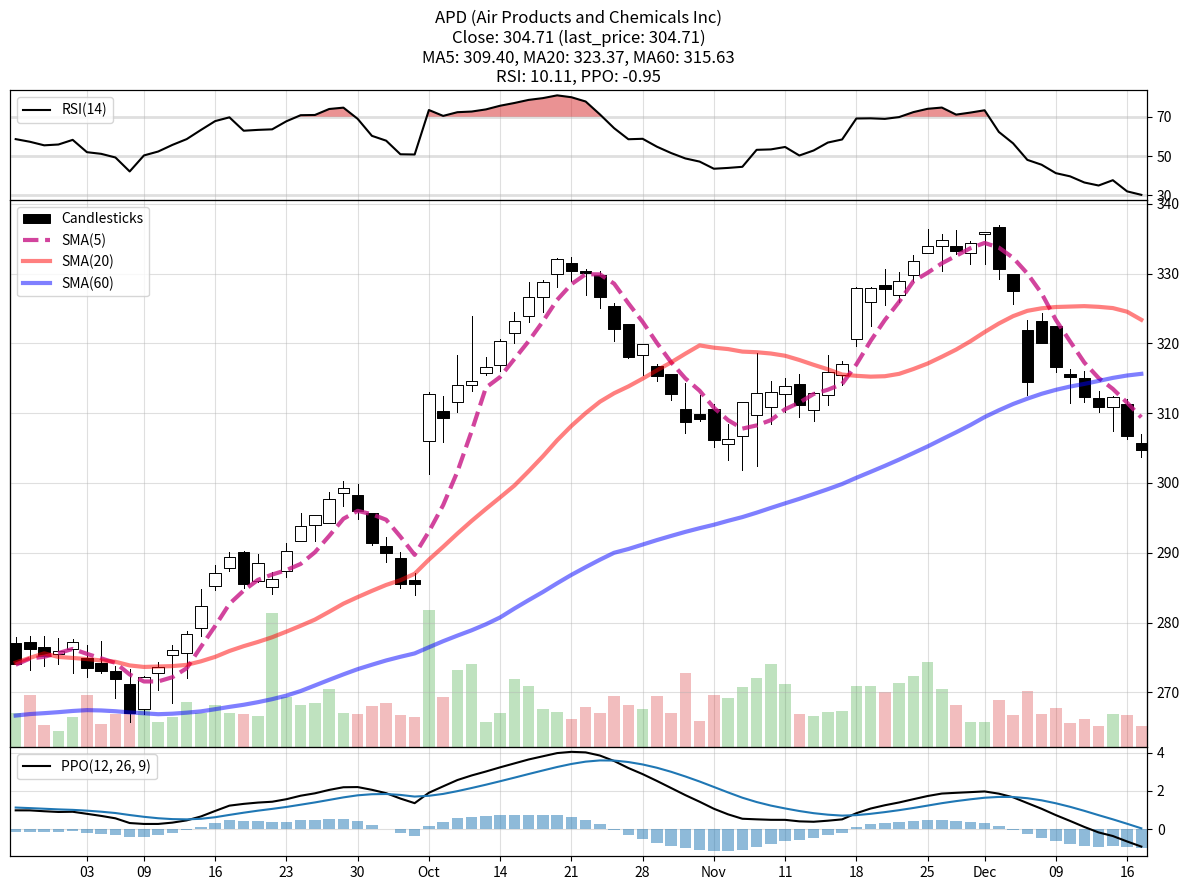 APD (Air Products and Chemicals Inc)
Close: 304.71 (last_price: 304.71)
MA5: 309.40, MA20: 323.37, MA60: 315.63
RSI: 10.11, PPO: -0.95
RSI(14)
70
50
30
Candlesticks
SMA(5)
SMA(20)
SMA(60)
340
330
320
310
300
290
280
270
PPO(12, 26, 9)
4
2
0
03 09 16 23 30 Oct 14 21 28 Nov 11 18 25 Dec 09 16